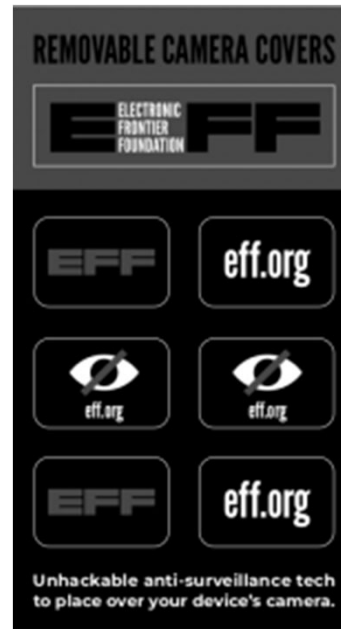 REMOVABLE CAMERA COVERS
EFF
ELECTRONIC
FRONTIER
FOUNDATION
EFF eff.org
eff.org eff.org
EFF eff.org
Unhackable anti-surveillance tech
to place over your device's camera.